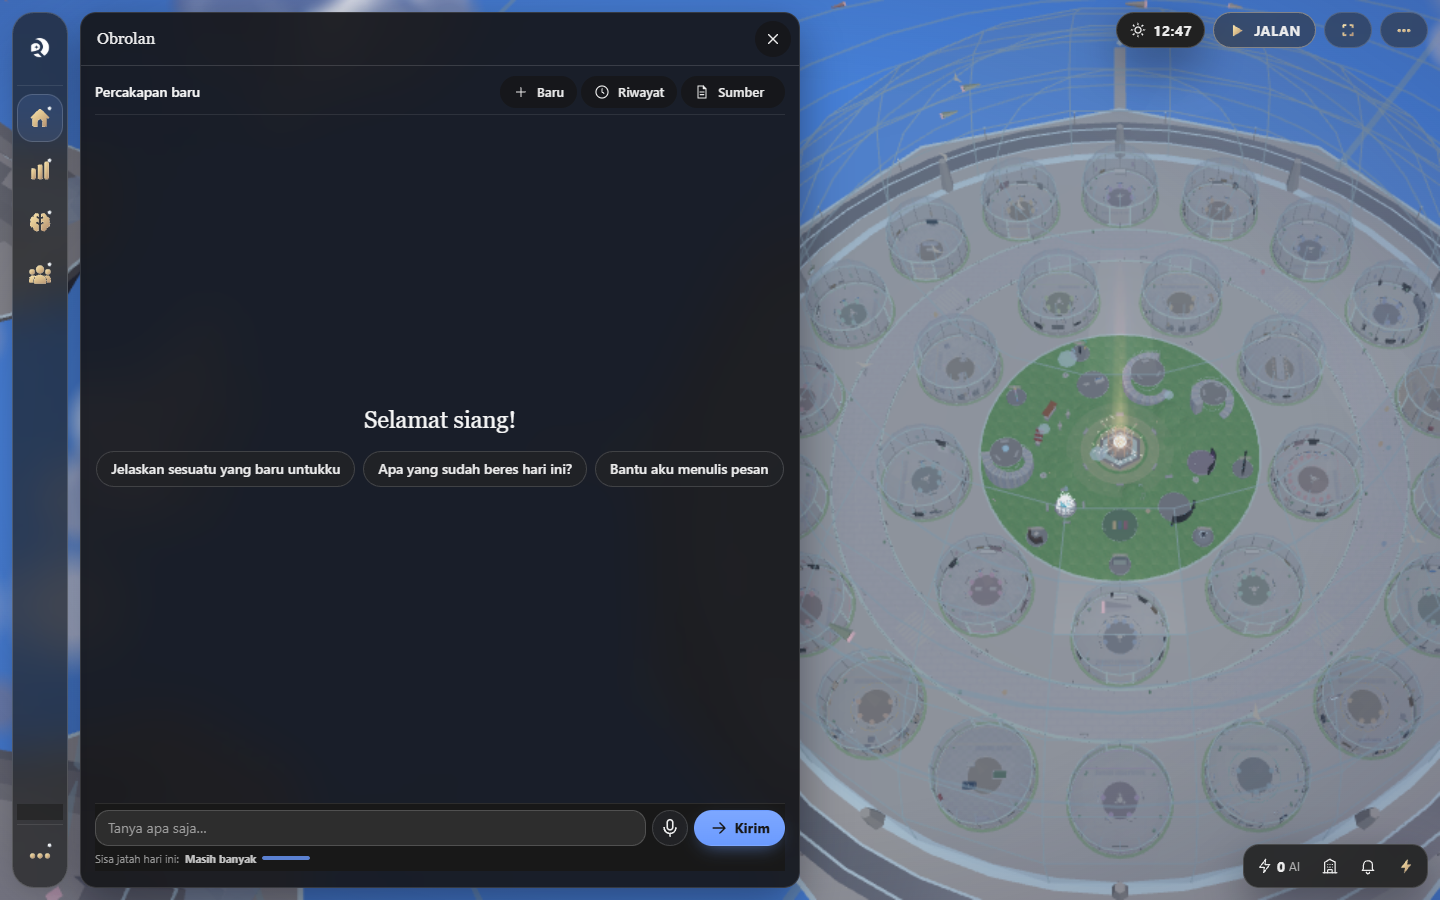 Obrolan
12:47
JALAN
Percakapan baru
Baru
Riwayat
Sumber
Selamat siang!
Jelaskan sesuatu yang baru untukku
Apa yang sudah beres hari ini?
Bantu aku menulis pesan
Tanya apa saja...
Kirim
Sisa jatah hari ini: Masih banyak
0 AI